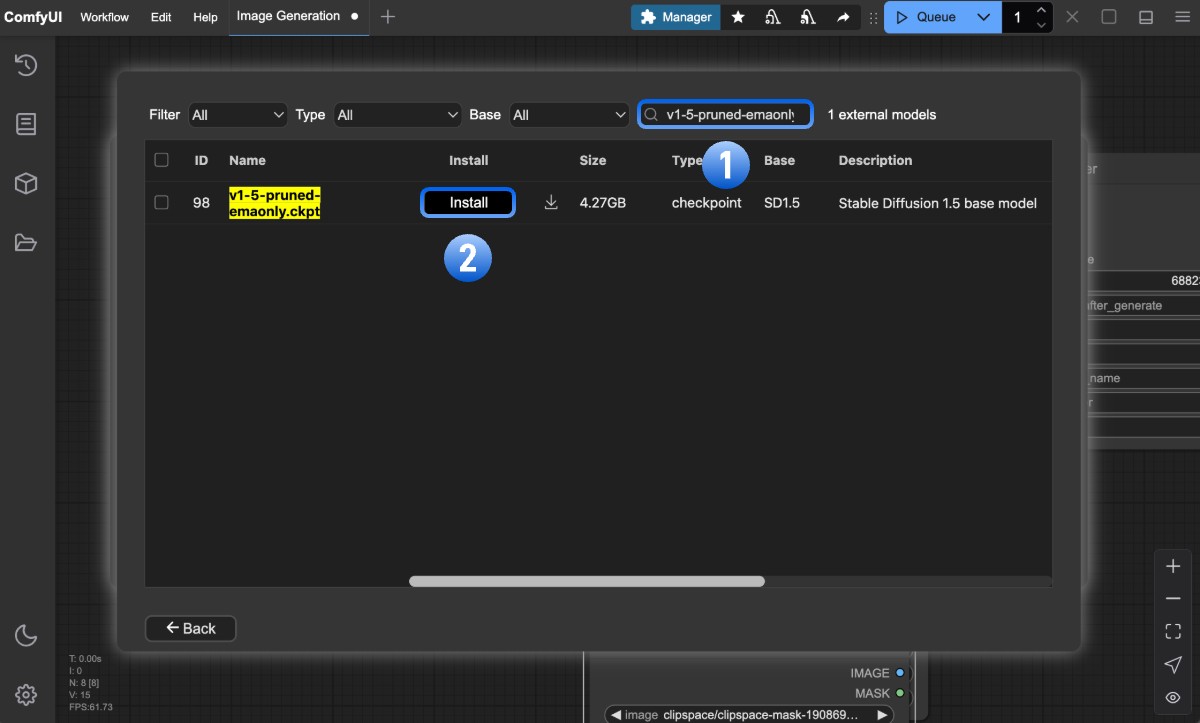 ComfyUI Workflow Edit Help Image Generation Manager Queue 1
Filter All Type All Base All v1-5-pruned-emaonly 1 external models
ID Name Install Size Type Base Description
1
98 v1-5-pruned-emaonly.ckpt Install 4.27GB checkpoint SD1.5 Stable Diffusion 1.5 base model
2
er
e
6882
fter_generate
_name
r
Back
T: 0.00s
I: 0
N: 8 [8]
V: 15
FPS:61.73
IMAGE
MASK
image clipspace/clipspace-mask-190869...